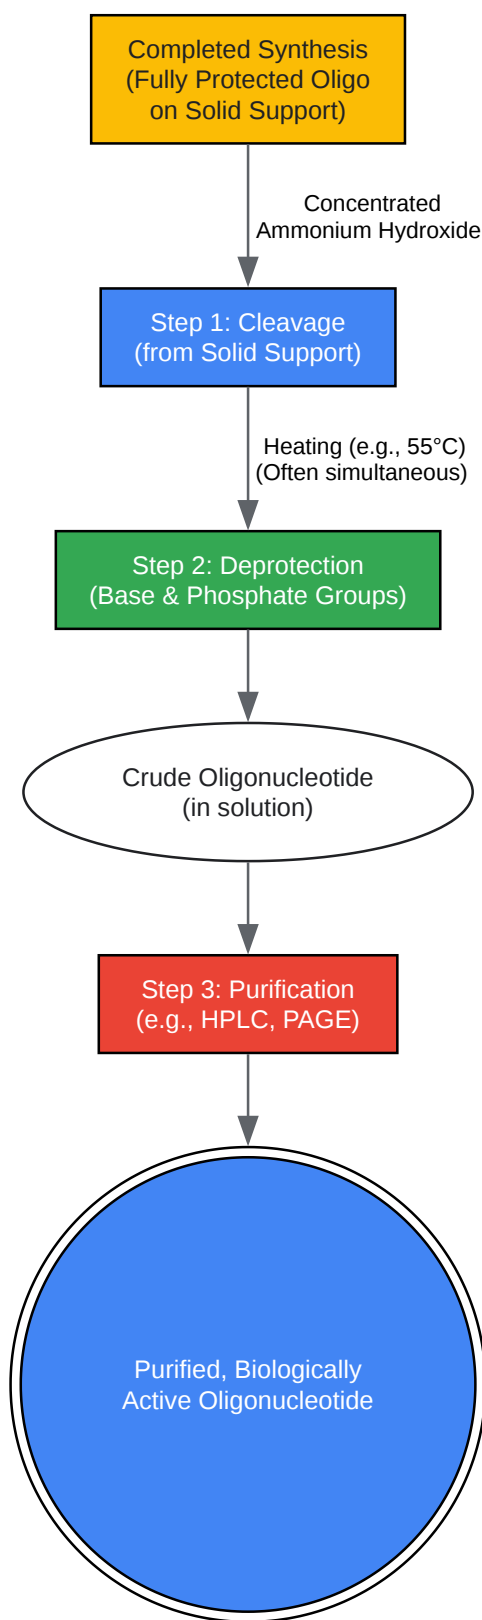 Completed Synthesis
(Fully Protected Oligo
on Solid Support)
Concentrated
Ammonium Hydroxide
Step 1: Cleavage
(from Solid Support)
Heating (e.g., 55°C)
(Often simultaneous)
Step 2: Deprotection
(Base & Phosphate Groups)
Crude Oligonucleotide
(in solution)
Step 3: Purification
(e.g., HPLC, PAGE)
Purified, Biologically
Active Oligonucleotide